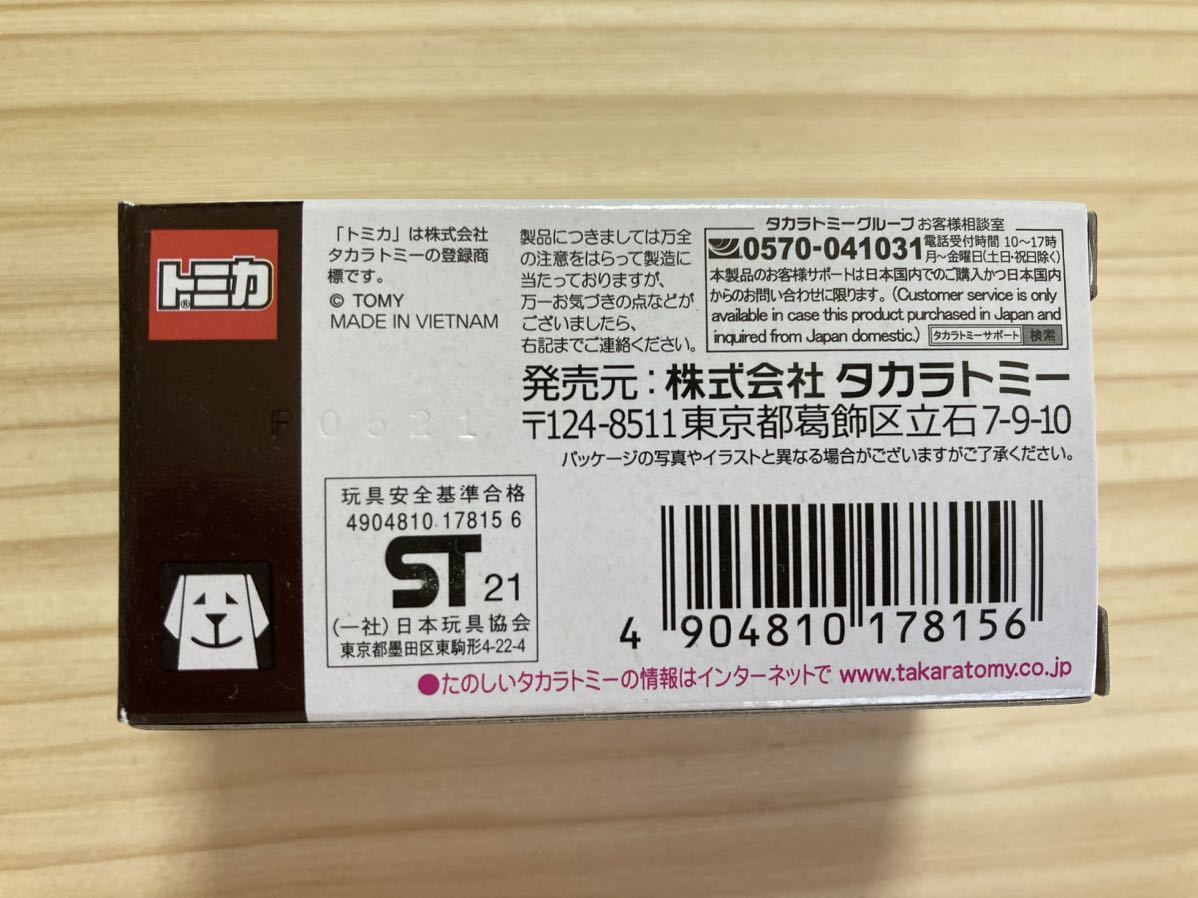 トミカ®
「トミカ」は株式会社
タカラトミーの登録商
標です。
© TOMY
MADE IN VIETNAM
F0621
製品につきましては万全
の注意をはらって製造に
当たっておりますが、
万一お気づきの点などが
ございましたら、
右記までご連絡ください。
タカラトミーグループ お客様相談室
0570-041031 電話受付時間 10〜17時
月〜金曜日(土日・祝日除く)
本製品のお客様サポートは日本国内でのご購入かつ日本国内
からのお問い合わせに限ります。(Customer service is only
available in case this product purchased in Japan and
inquired from Japan domestic.) タカラトミーサポート 検索
発売元:株式会社 タカラトミー
〒124-8511 東京都葛飾区立石7-9-10
パッケージの写真やイラストと異なる場合がございますがご了承ください。
玩具安全基準合格
4904810 17815 6
ST 21
(一社)日本玩具協会
東京都墨田区東駒形4-22-4
4 904810 178156
●たのしいタカラトミーの情報はインターネットで www.takaratomy.co.jp